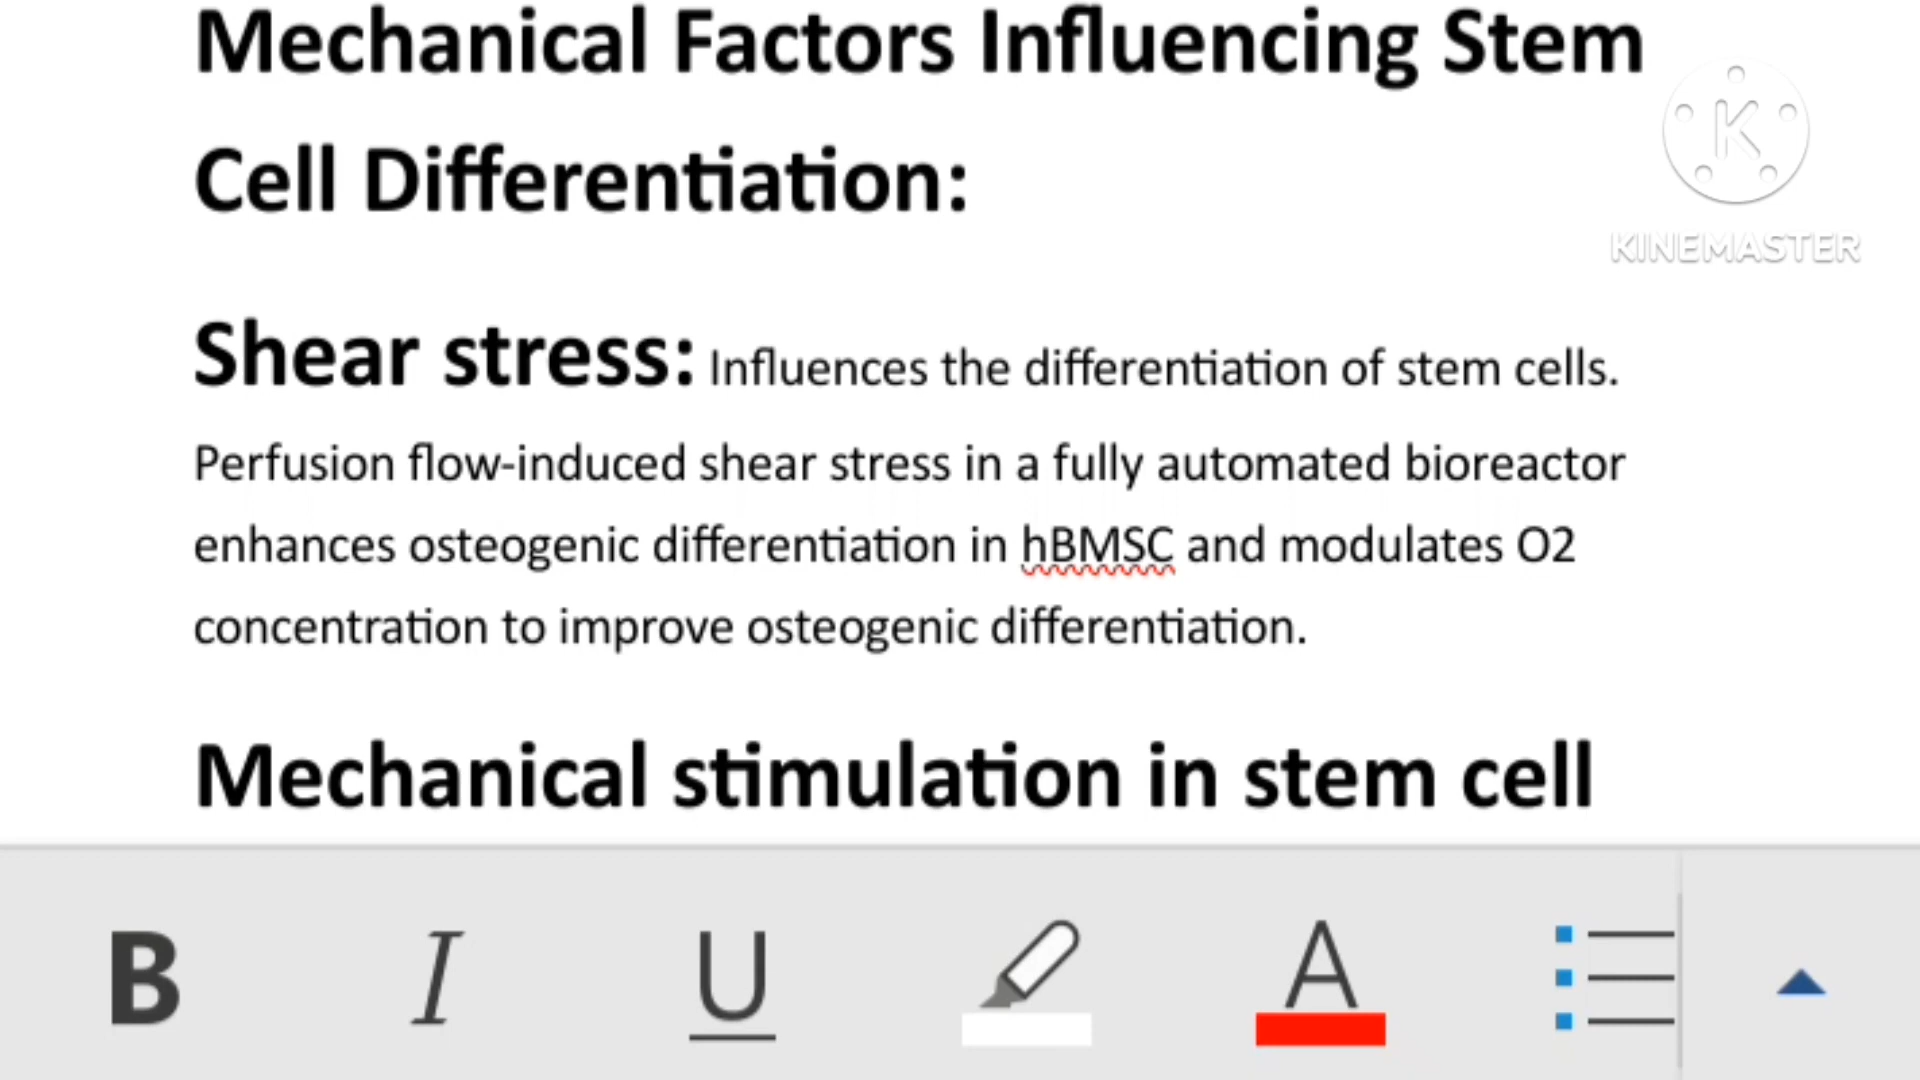 Mechanical Factors Influencing Stem
K
KINEMASTER
Cell Differentiation:
Shear stress: Influences the differentiation of stem cells.
Perfusion flow-induced shear stress in a fully automated bioreactor
enhances osteogenic differentiation in hBMSC and modulates O2
concentration to improve osteogenic differentiation.
Mechanical stimulation in stem cell
B I U A